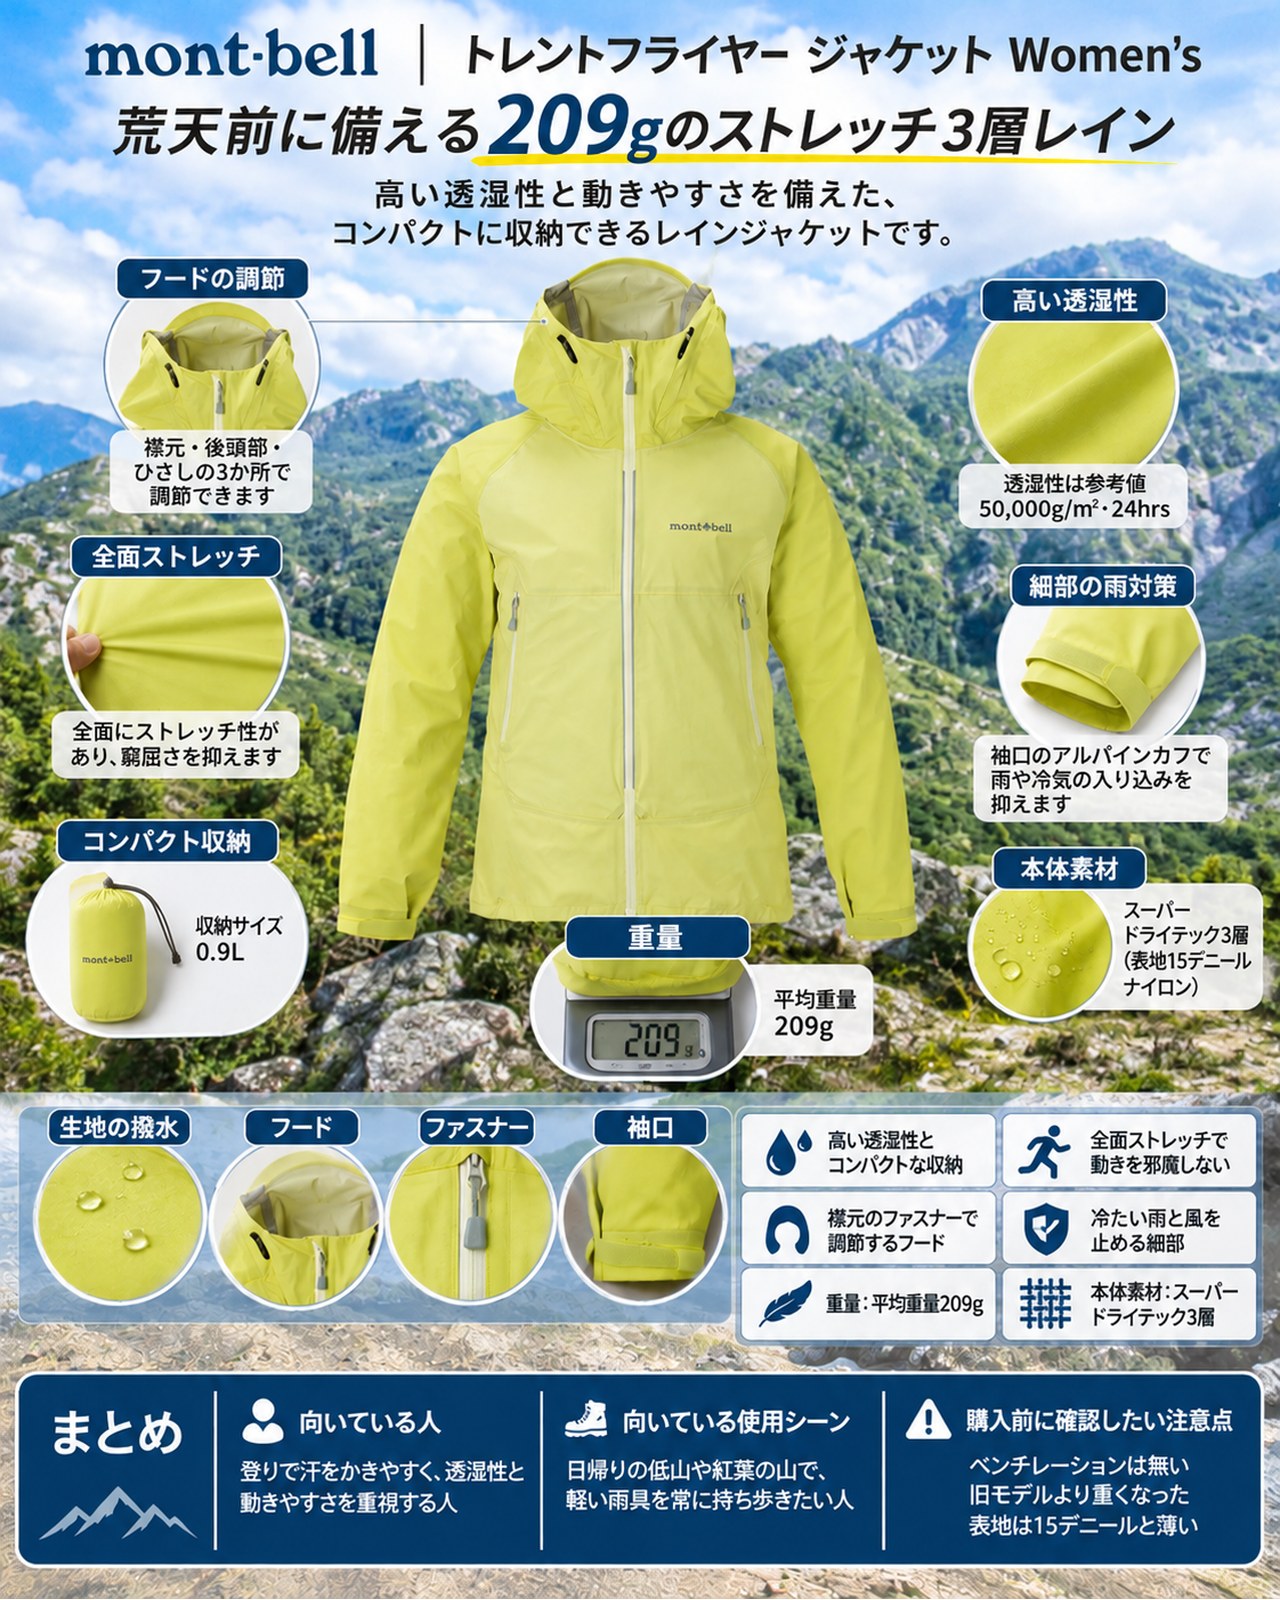 mont-bell | トレントフライヤー ジャケット Women's
荒天前に備える209gのストレッチ3層レイン
高い透湿性と動きやすさを備えた、
コンパクトに収納できるレインジャケットです。
フードの調節
襟元・後頭部・
ひさしの3か所で
調節できます
高い透湿性
透湿性は参考値
50,000g/m²・24hrs
mont bell
全面ストレッチ
全面にストレッチ性が
あり、窮屈さを抑えます
細部の雨対策
袖口のアルパインカフで
雨や冷気の入り込みを
抑えます
コンパクト収納
mont-bell
収納サイズ
0.9L
重量
209g
平均重量
209g
本体素材
スーパー
ドライテック3層
(表地15デニール
ナイロン)
生地の撥水
フード
ファスナー
袖口
高い透湿性と
コンパクトな収納
全面ストレッチで
動きを邪魔しない
襟元のファスナーで
調節するフード
冷たい雨と風を
止める細部
重量：平均重量209g
本体素材：スーパー
ドライテック3層
まとめ
向いている人
登りで汗をかきやすく、透湿性と
動きやすさを重視する人
向いている使用シーン
日帰りの低山や紅葉の山で、
軽い雨具を常に持ち歩きたい人
購入前に確認したい注意点
ベンチレーションは無い
旧モデルより重くなった
表地は15デニールと薄い